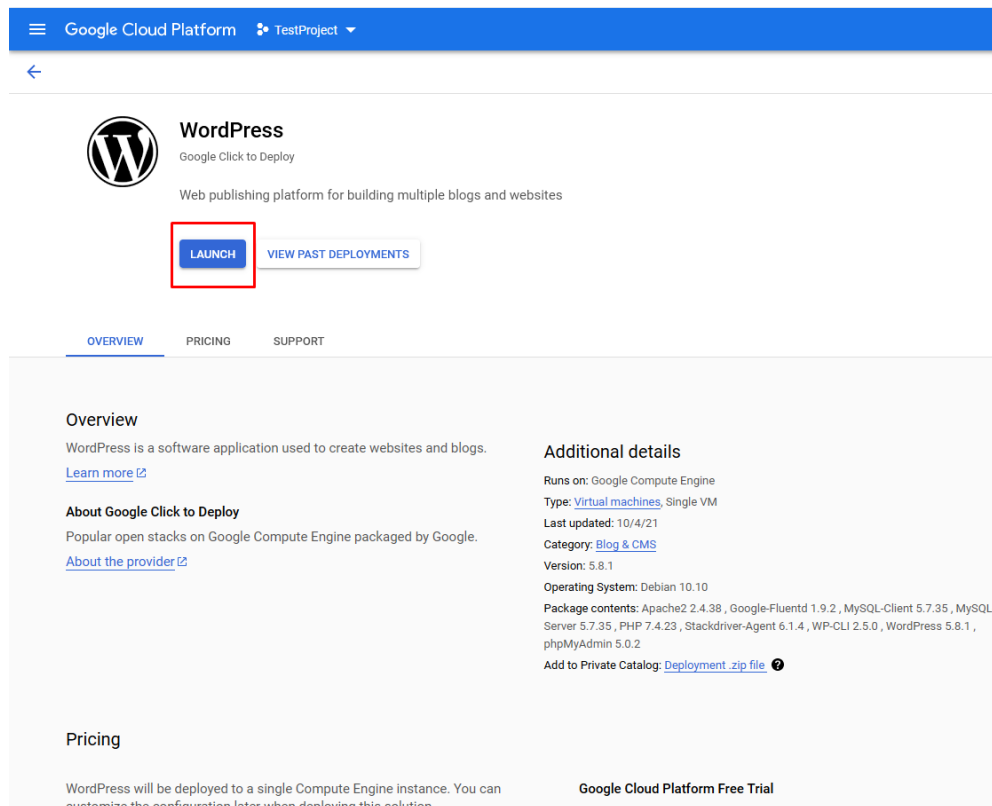 Google Cloud Platform TestProject
WordPress
Google Click to Deploy
Web publishing platform for building multiple blogs and websites
LAUNCH VIEW PAST DEPLOYMENTS
OVERVIEW PRICING SUPPORT
Overview
WordPress is a software application used to create websites and blogs.
Learn more
About Google Click to Deploy
Popular open stacks on Google Compute Engine packaged by Google.
About the provider
Additional details
Runs on: Google Compute Engine
Type: Virtual machines, Single VM
Last updated: 10/4/21
Category: Blog & CMS
Version: 5.8.1
Operating System: Debian 10.10
Package contents: Apache2 2.4.38 , Google-Fluentd 1.9.2 , MySQL-Client 5.7.35 , MySQL
Server 5.7.35 , PHP 7.4.23 , Stackdriver-Agent 6.1.4 , WP-CLI 2.5.0 , WordPress 5.8.1 ,
phpMyAdmin 5.0.2
Add to Private Catalog: Deployment .zip file ?
Pricing
WordPress will be deployed to a single Compute Engine instance. You can
customize the configuration later when deploying this solution
Google Cloud Platform Free Trial